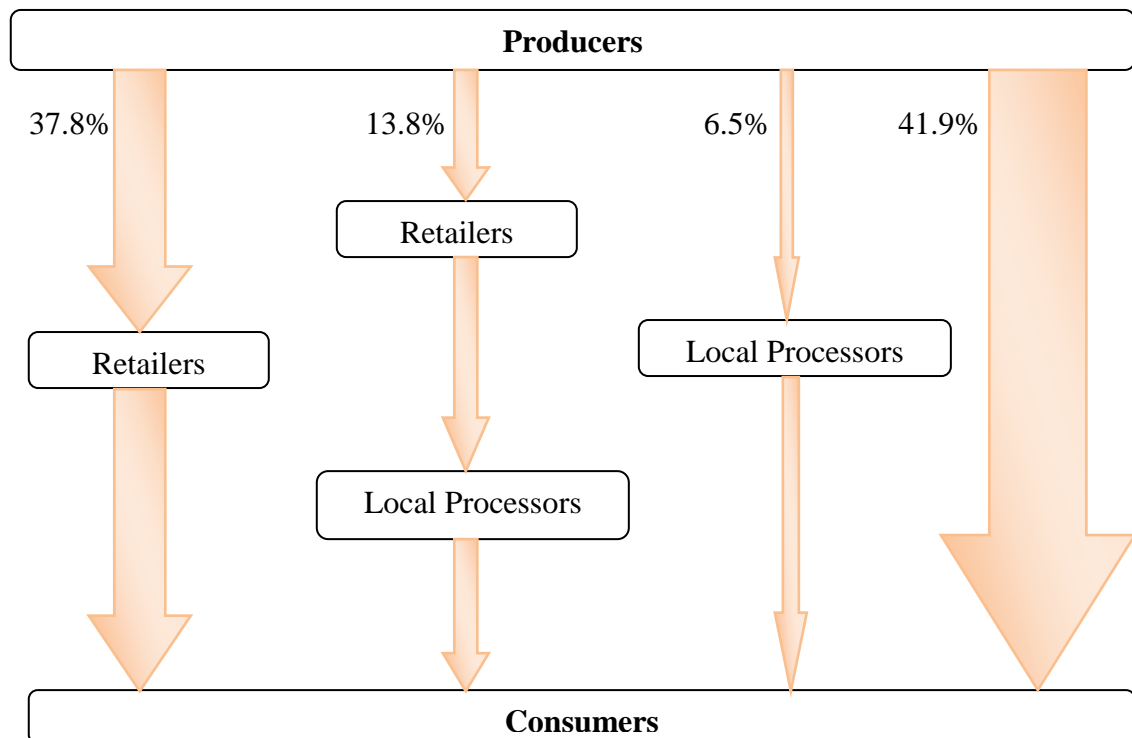 Producers
37.8%
13.8%
6.5%
41.9%
Retailers
Local Processors
Retailers
Local Processors
Consumers